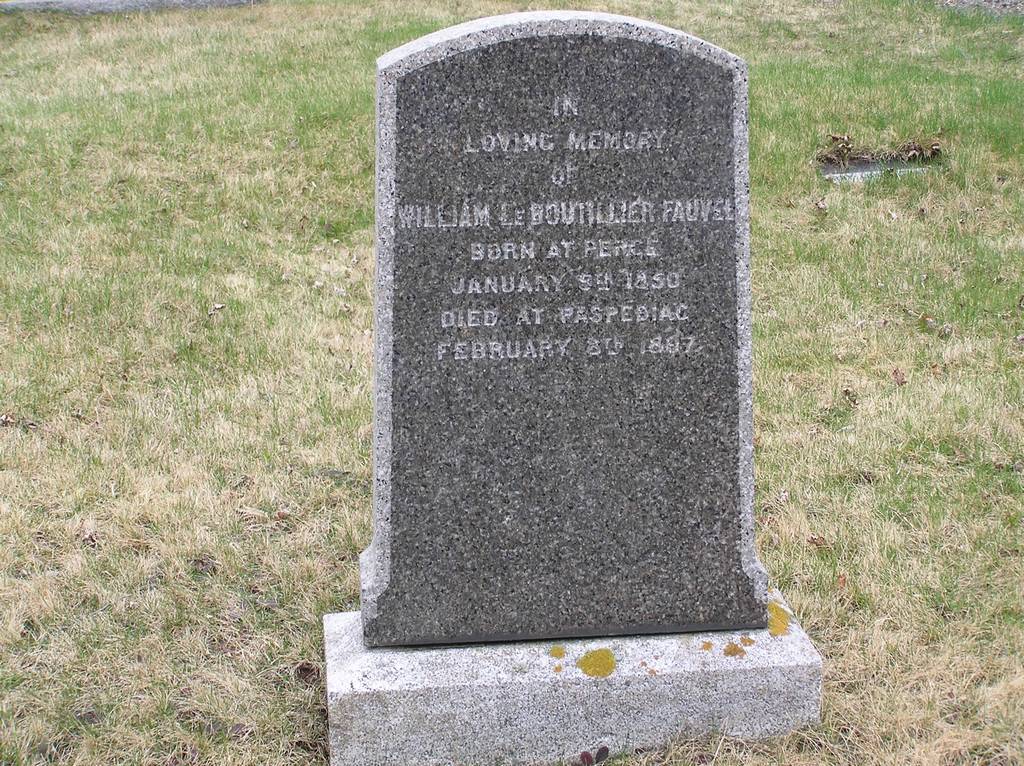 IN
LOVING MEMORY
OF
WILLIAM LE BOUTILLIER FAUVEL
BORN AT PERCE
JANUARY 9TH 1850
DIED AT PASPEBIAC
FEBRUARY 8TH 1897